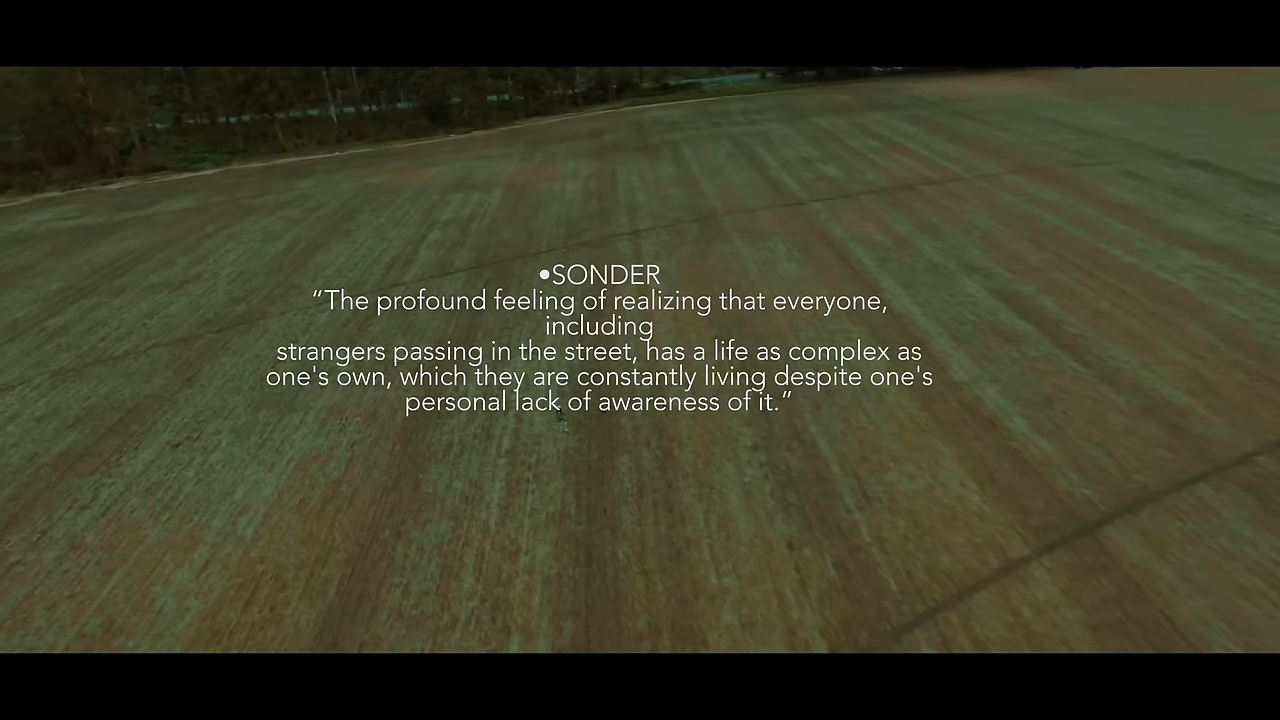 •SONDER
“The profound feeling of realizing that everyone,
including
strangers passing in the street, has a life as complex as
one's own, which they are constantly living despite one's
personal lack of awareness of it.”